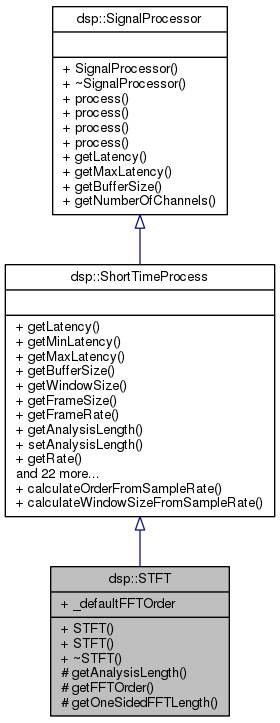 dsp::SignalProcessor
+ SignalProcessor()
+ ~SignalProcessor()
+ process()
+ process()
+ process()
+ process()
+ getLatency()
+ getMaxLatency()
+ getBufferSize()
+ getNumberOfChannels()
dsp::ShortTimeProcess
+ getLatency()
+ getMinLatency()
+ getMaxLatency()
+ getBufferSize()
+ getWindowSize()
+ getFrameSize()
+ getFrameRate()
+ getAnalysisLength()
+ setAnalysisLength()
+ getRate()
and 22 more...
+ calculateOrderFromSampleRate()
+ calculateWindowSizeFromSampleRate()
dsp::STFT
+ _defaultFFTOrder
+ STFT()
+ STFT()
+ ~STFT()
# getAnalysisLength()
# getFFTOrder()
# getOneSidedFFTLength()